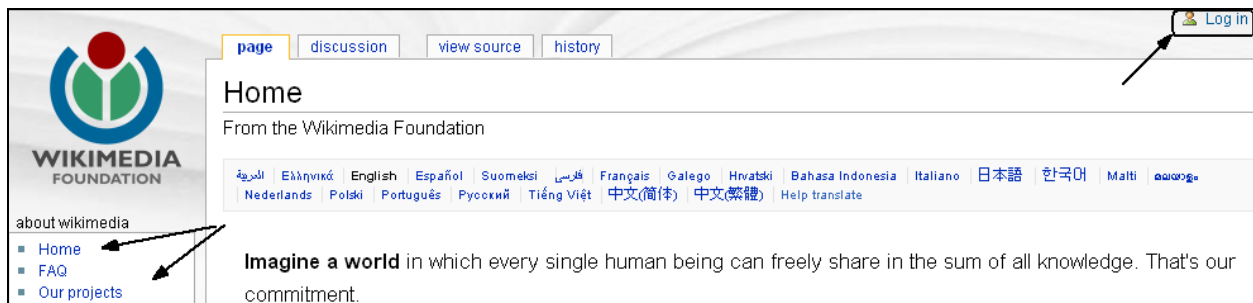 Log in
page discussion view source history
Home
From the Wikimedia Foundation
WIKIMEDIA
FOUNDATION
العربية Ελληνικά English Español Suomeksi فارسی Français Galego Hrvatski Bahasa Indonesia Italiano 日本語 한국어 Malti മലയാളം
Nederlands Polski Português Русский Tiếng Việt 中文(简体) 中文(繁體) Help translate
about wikimedia
Home
FAQ
Our projects
Imagine a world in which every single human being can freely share in the sum of all knowledge. That's our
commitment.